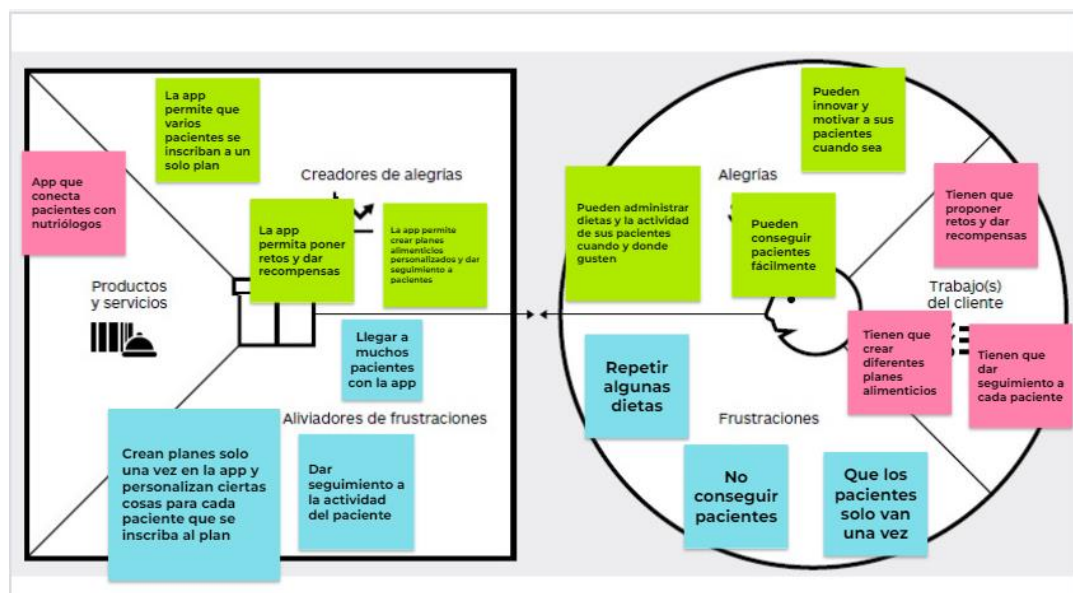 La app
permite que
varios
pacientes se
inscriban a un
solo plan
App que
conecta
pacientes con
nutriólogos
Creadores de alegrías
La app
permita poner
retos y dar
recompensas
La app permite
crear planes
alimenticios
personalizados y dar
seguimiento a
pacientes
Productos
y servicios
Llegar a
muchos
pacientes
con la app
Aliviadores de frustraciones
Crean planes solo
una vez en la app y
personalizan ciertas
cosas para cada
paciente que se
inscriba al plan
Dar
seguimiento a
la actividad
del paciente
Pueden
innovar y
motivar a sus
pacientes
cuando sea
Alegrías
Pueden administrar
dietas y la actividad
de sus pacientes
cuando y donde
gusten
Pueden
conseguir
pacientes
fácilmente
Tienen que
proponer
retos y dar
recompensas
Trabajo(s)
del cliente
Tienen que
crear
diferentes
planes
alimenticios
Tienen que
dar
seguimiento a
cada paciente
Repetir
algunas
dietas
Frustraciones
No
conseguir
pacientes
Que los
pacientes
solo van
una vez